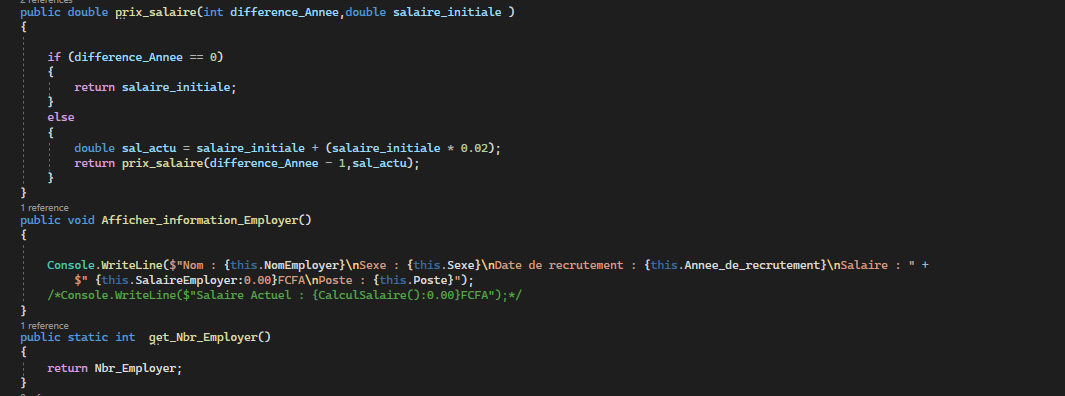 2 references
public double prix_salaire(int difference_Annee,double salaire_initiale )
{
if (difference_Annee == 0)
{
return salaire_initiale;
}
else
{
double sal_actu = salaire_initiale + (salaire_initiale * 0.02);
return prix_salaire(difference_Annee - 1,sal_actu);
}
}
1 reference
public void Afficher_information_Employer()
{
Console.WriteLine($"Nom : {this.NomEmployer}\nSexe : {this.Sexe}\nDate de recrutement : {this.Annee_de_recrutement}\nSalaire : " +
$" {this.SalaireEmployer:0.00}FCFA\nPoste : {this.Poste}");
/*Console.WriteLine($"Salaire Actuel : {CalculSalaire():0.00}FCFA");*/
}
1 reference
public static int  get_Nbr_Employer()
{
return Nbr_Employer;
}